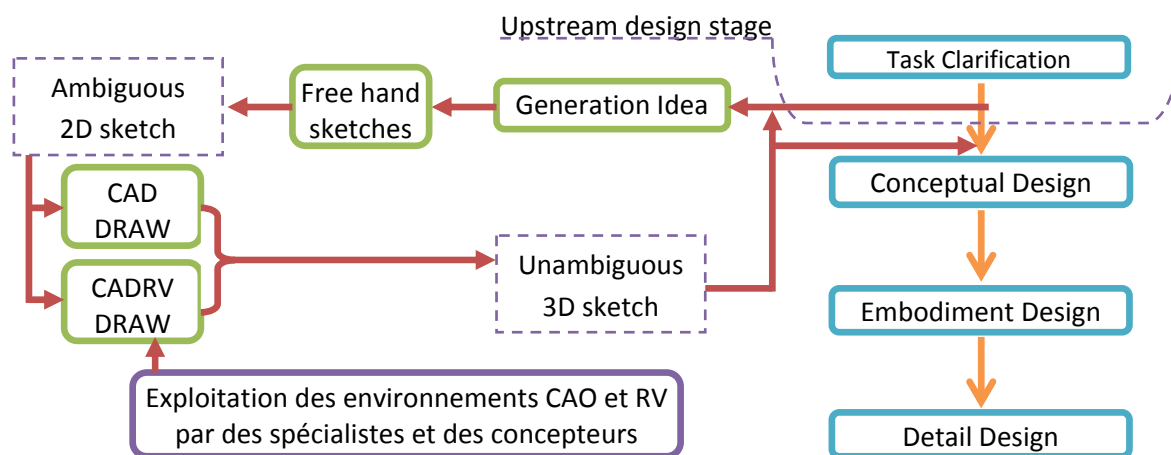 Upstream design stage
Task Clarification
Ambiguous
2D sketch
Free hand
sketches
Generation Idea
Conceptual Design
CAD
DRAW
CADRV
DRAW
Unambiguous
3D sketch
Embodiment Design
Exploitation des environnements CAO et RV
par des spécialistes et des concepteurs
Detail Design